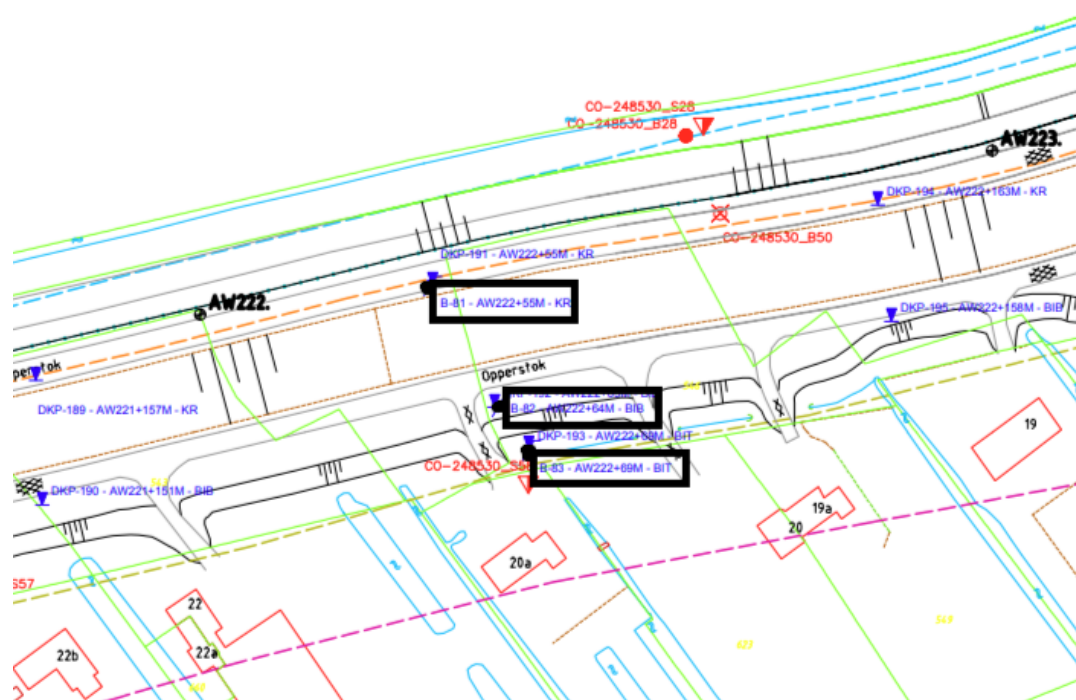 CO-248530_S28
CO-248530_B28
AW223.
DKP-194 - AW222+163M - KR
CO-248530_B50
DKP-191 - AW222+55M - KR
B-81 - AW222+55M - KR
AW222.
DKP-195 - AW222+158M - BIB
Opperstok
B-82 - AW222+64M - BIB
DKP-189 - AW221+157M - KR
DKP-193 - AW222+69M - BIT
B-83 - AW222+69M - BIT
DKP-190 - AW221+151M - BIB
19
19a
20
20a
S57
22
22a
22b